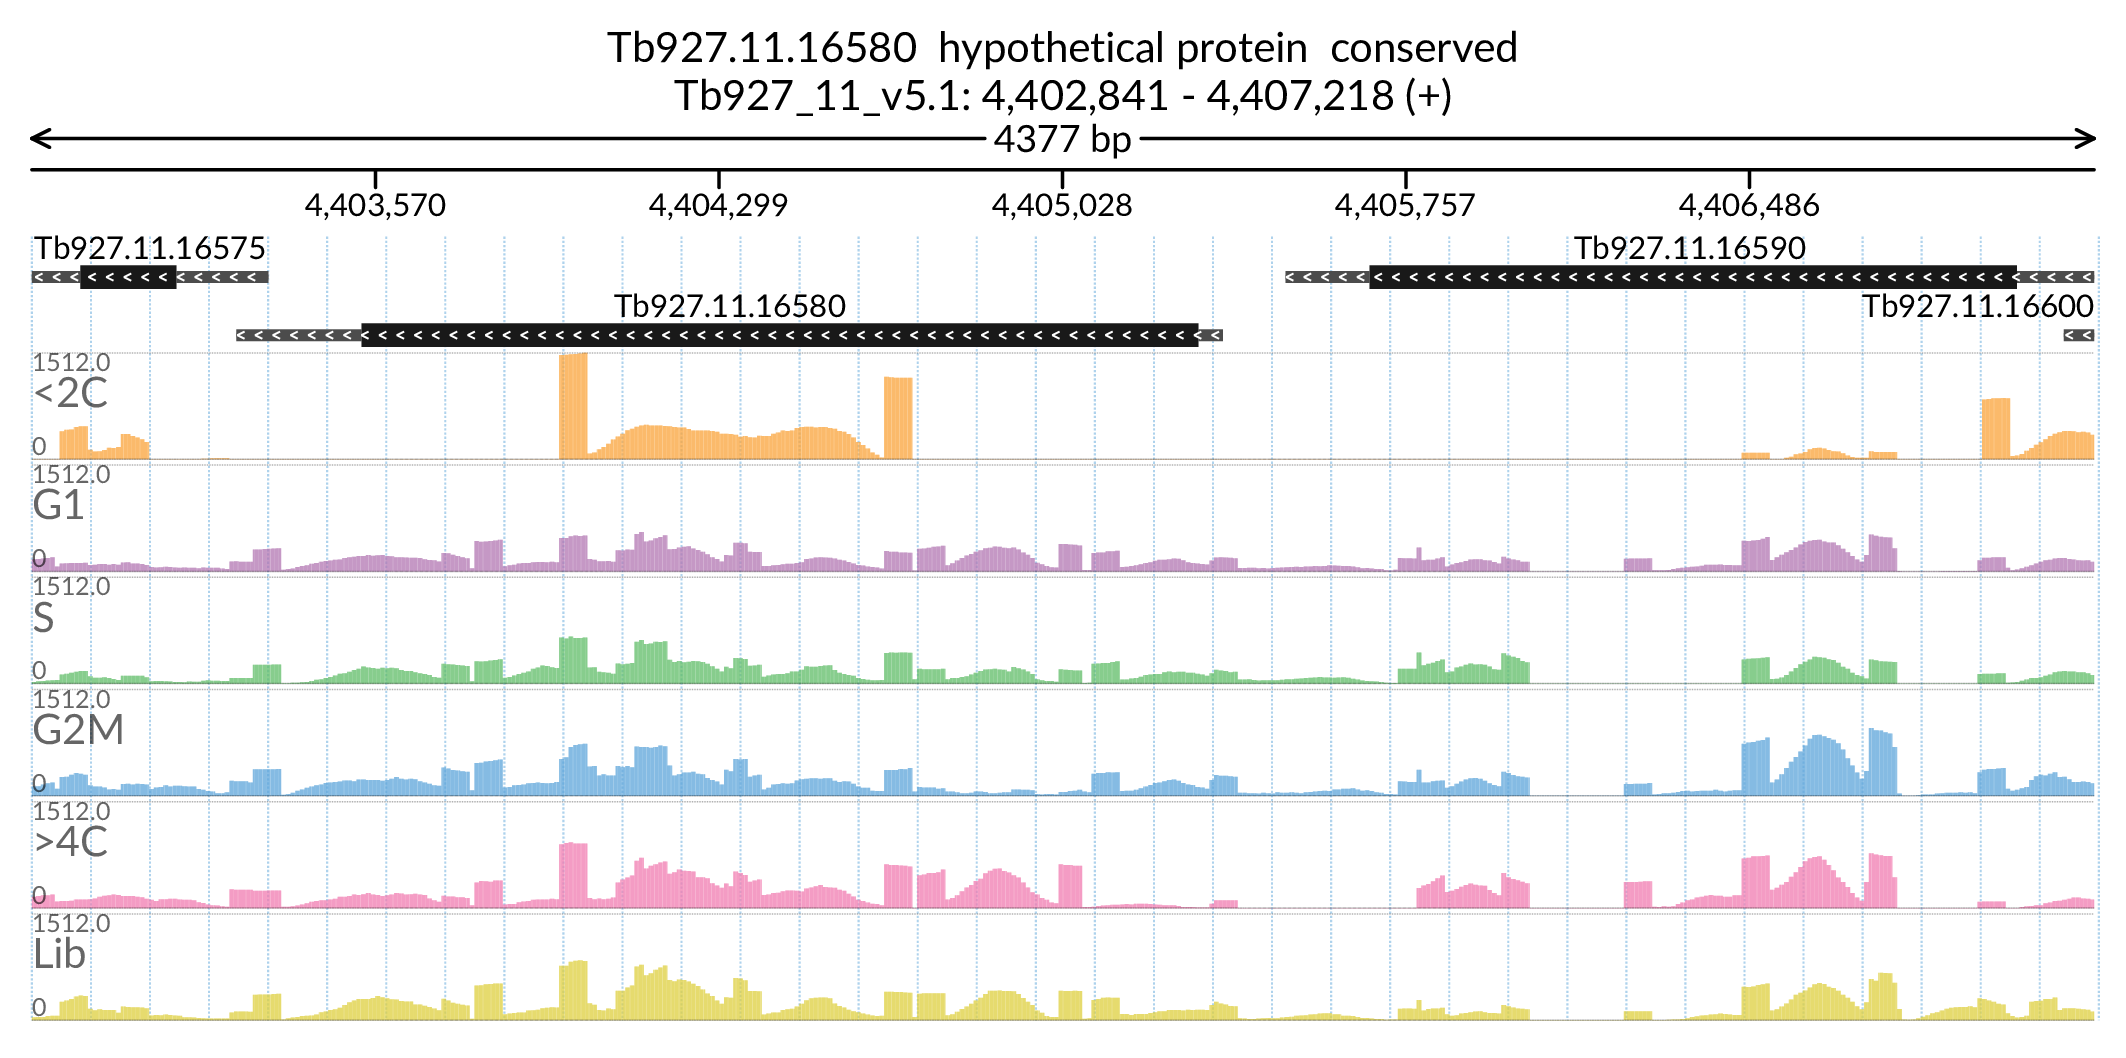 Tb927.11.16580 hypothetical protein conserved
Tb927_11_v5.1: 4,402,841 - 4,407,218 (+)
4377 bp
4,403,570 4,404,299 4,405,028 4,405,757 4,406,486
Tb927.11.16575 Tb927.11.16590
Tb927.11.16580 Tb927.11.16600
1512.0
<2C
0
1512.0
G1
0
1512.0
S
0
1512.0
G2M
0
1512.0
>4C
0
1512.0
Lib
0